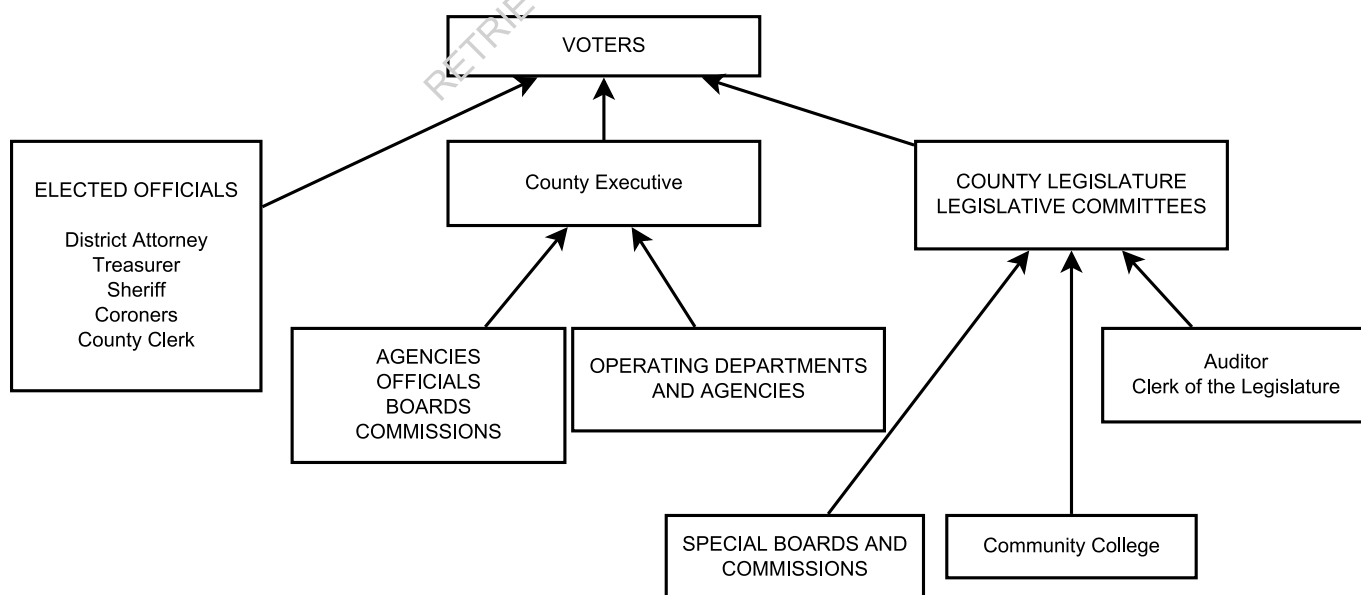 RETRIE
VOTERS
ELECTED OFFICIALS
District Attorney
Treasurer
Sheriff
Coroners
County Clerk
County Executive
COUNTY LEGISLATURE
LEGISLATIVE COMMITTEES
AGENCIES
OFFICIALS
BOARDS
COMMISSIONS
OPERATING DEPARTMENTS
AND AGENCIES
Auditor
Clerk of the Legislature
SPECIAL BOARDS AND
COMMISSIONS
Community College